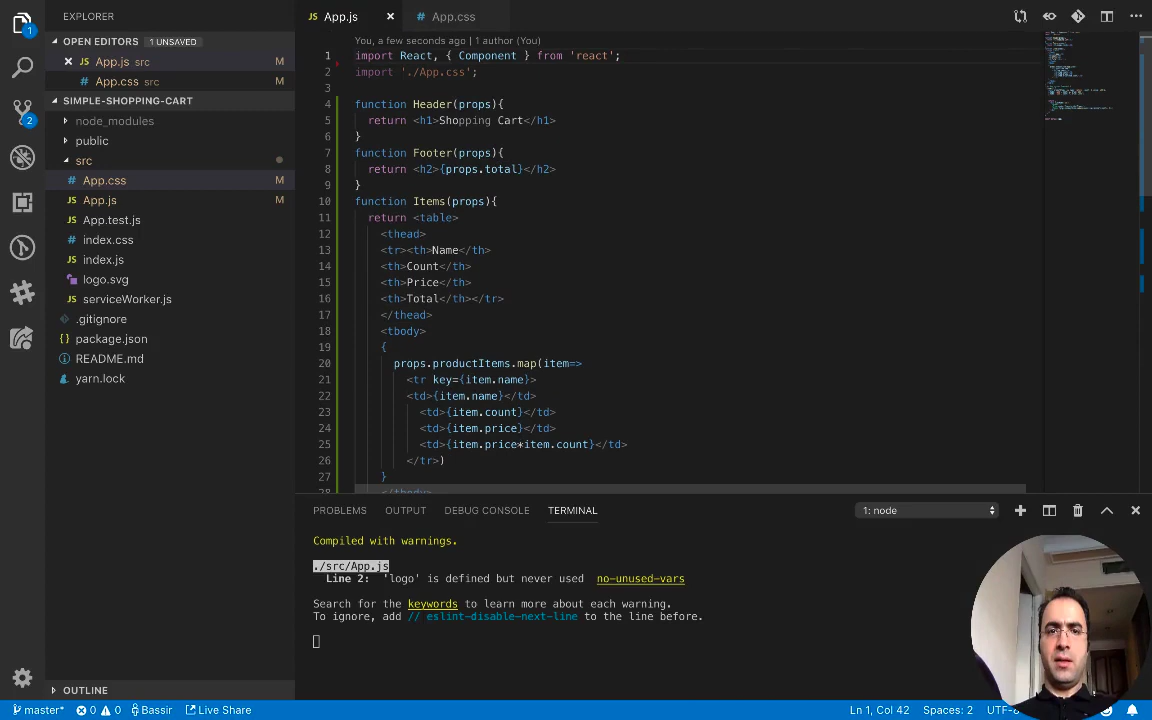 EXPLORER
OPEN EDITORS 1 UNSAVED
App.js src M
App.css src M
SIMPLE-SHOPPING-CART
node_modules
public
src
App.css M
App.js M
App.test.js
index.css
index.js
logo.svg
serviceWorker.js
.gitignore
package.json
README.md
yarn.lock
OUTLINE
1
2
App.js
App.css
You, a few seconds ago | 1 author (You)
1 import React, { Component } from 'react';
2 import './App.css';
3
4 function Header(props){
5 return <h1>Shopping Cart</h1>
6 }
7 function Footer(props){
8 return <h2>{props.total}</h2>
9 }
10 function Items(props){
11 return <table>
12 <thead>
13 <tr><th>Name</th>
14 <th>Count</th>
15 <th>Price</th>
16 <th>Total</th></tr>
17 </thead>
18 <tbody>
19 {
20 props.productItems.map(item=>
21 <tr key={item.name}>
22 <td>{item.name}</td>
23 <td>{item.count}</td>
24 <td>{item.price}</td>
25 <td>{item.price*item.count}</td>
26 </tr>)
27 }
28 </tbody>
PROBLEMS OUTPUT DEBUG CONSOLE TERMINAL 1: node
Compiled with warnings.
./src/App.js
Line 2: 'logo' is defined but never used no-unused-vars
Search for the keywords to learn more about each warning.
To ignore, add // eslint-disable-next-line to the line before.
master* 0 0 Bassir Live Share Ln 1, Col 42 Spaces: 2